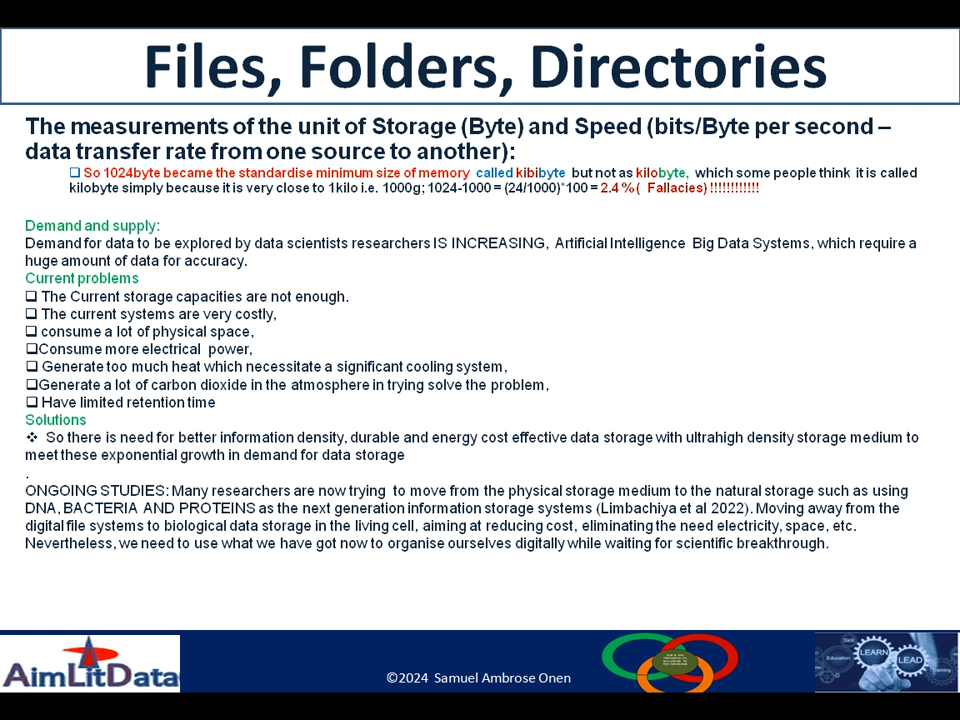 Files, Folders, Directories
The measurements of the unit of Storage (Byte) and Speed (bits/Byte per second –
data transfer rate from one source to another):
❑ So 1024byte became the standardise minimum size of memory called kibibyte but not as kilobyte, which some people think it is called
kilobyte simply because it is very close to 1kilo i.e. 1000g; 1024-1000 = (24/1000)*100 = 2.4 % ( Fallacies) !!!!!!!!!!!!!
Demand and supply:
Demand for data to be explored by data scientists researchers IS INCREASING, Artificial Intelligence Big Data Systems, which require a
huge amount of data for accuracy.
Current problems
❑ The Current storage capacities are not enough.
❑ The current systems are very costly,
❑ consume a lot of physical space,
❑Consume more electrical power,
❑ Generate too much heat which necessitate a significant cooling system,
❑Generate a lot of carbon dioxide in the atmosphere in trying solve the problem,
❑ Have limited retention time
Solutions
❖ So there is need for better information density, durable and energy cost effective data storage with ultrahigh density storage medium to
meet these exponential growth in demand for data storage
.
ONGOING STUDIES: Many researchers are now trying to move from the physical storage medium to the natural storage such as using
DNA, BACTERIA AND PROTEINS as the next generation information storage systems (Limbachiya et al 2022). Moving away from the
digital file systems to biological data storage in the living cell, aiming at reducing cost, eliminating the need electricity, space, etc.
Nevertheless, we need to use what we have got now to organise ourselves digitally while waiting for scientific breakthrough.
AimLitData
©2024 Samuel Ambrose Onen
Skill
Education
LEARN
LEAD
Training